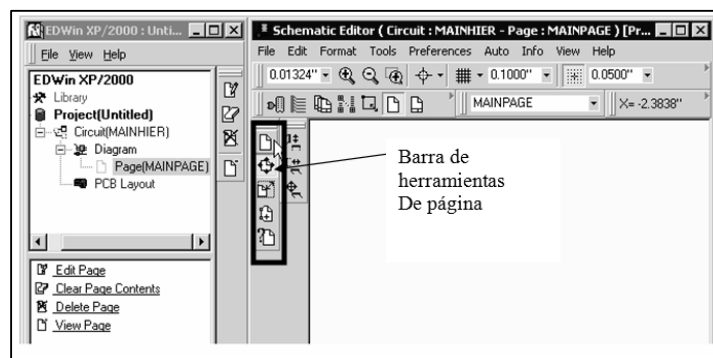 EDWin XP/2000 : Unti...
File View Help
EDWin XP/2000
Library
Project(Untitled)
Circuit(MAINHIER)
Diagram
Page(MAINPAGE)
PCB Layout
Edit Page
Clear Page Contents
Delete Page
View Page
Schematic Editor ( Circuit : MAINHIER - Page : MAINPAGE ) [Pr...
File Edit Format Tools Preferences Auto Info View Help
0.01324" 0.1000" 0.0500"
MAINPAGE X= -2.3838"
Barra de
herramientas
De página